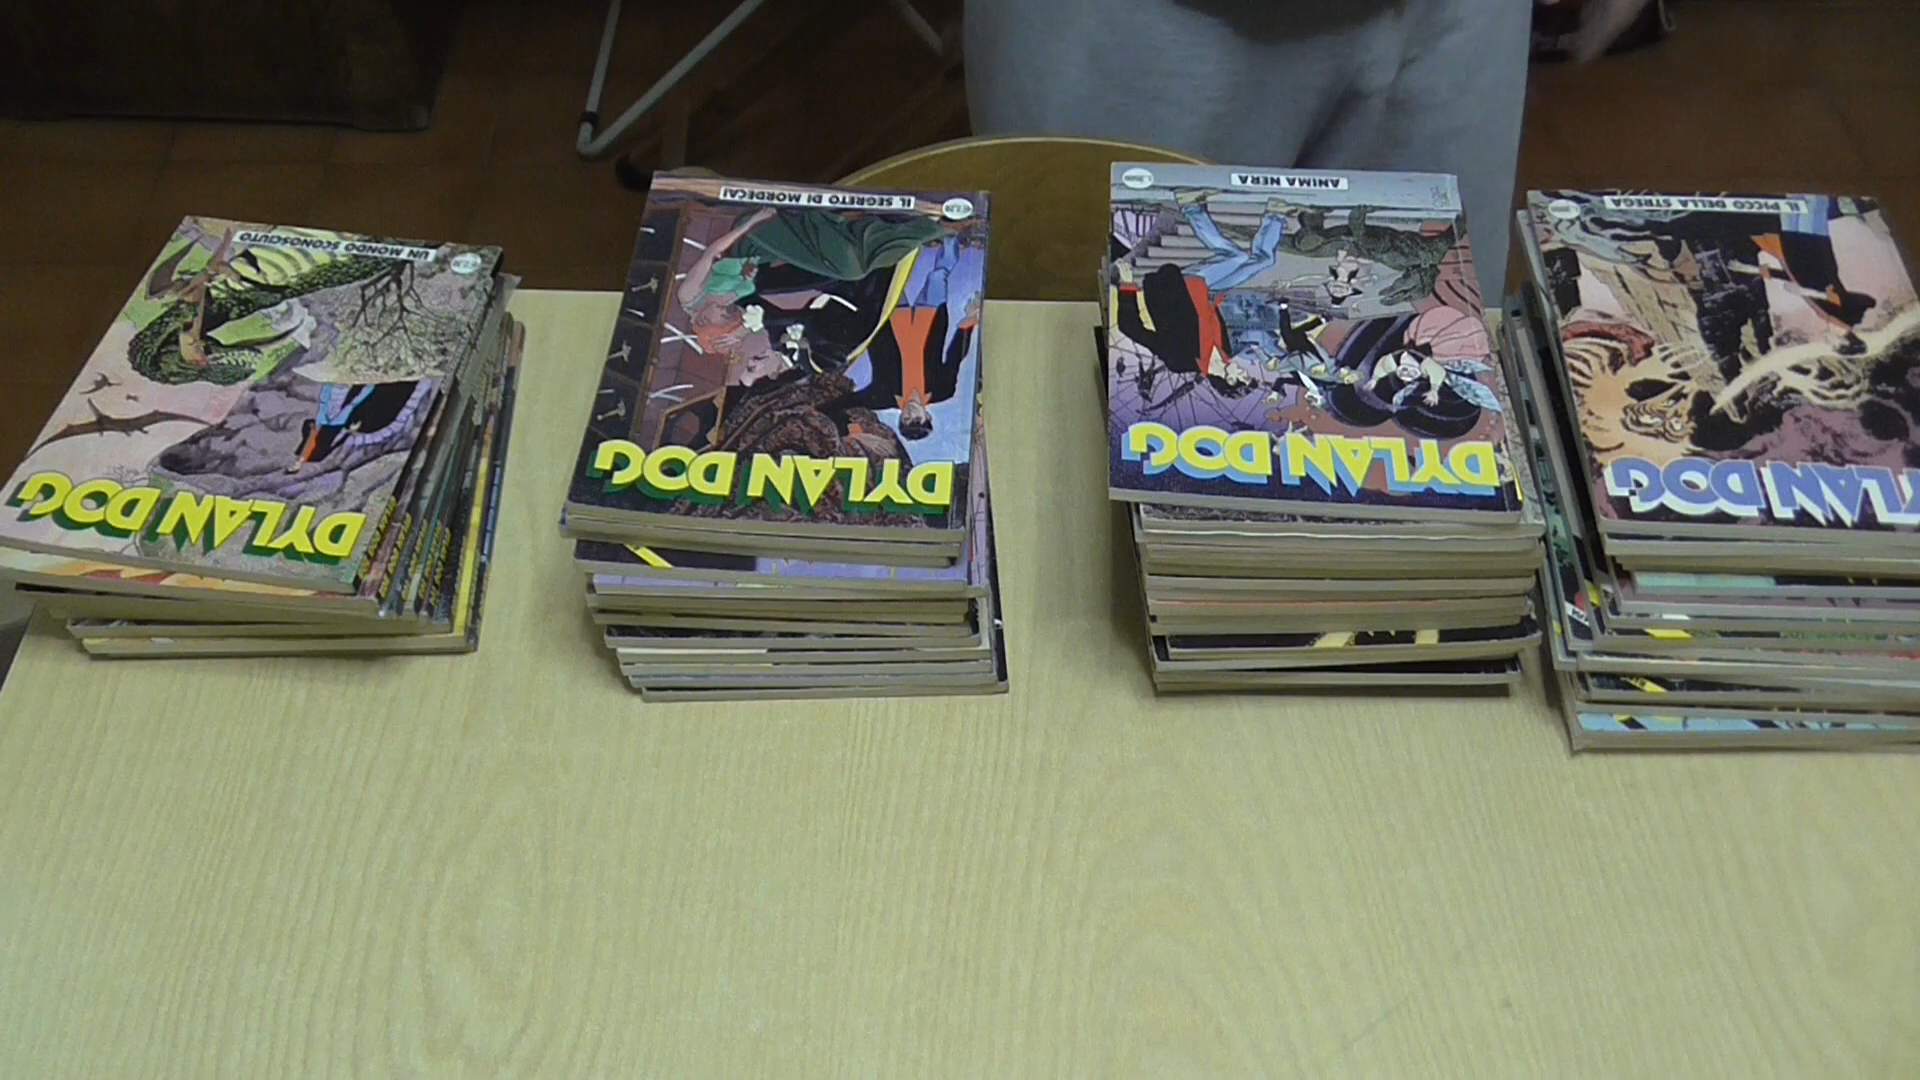 UN MONDO SCONOSCIUTO
DYLAN DOG
IL SEGRETO DI MORDECAI
DYLAN DOG
ANIMA NERA
DYLAN DOG
IL PICCO DELLA STREGA
DYLAN DOG